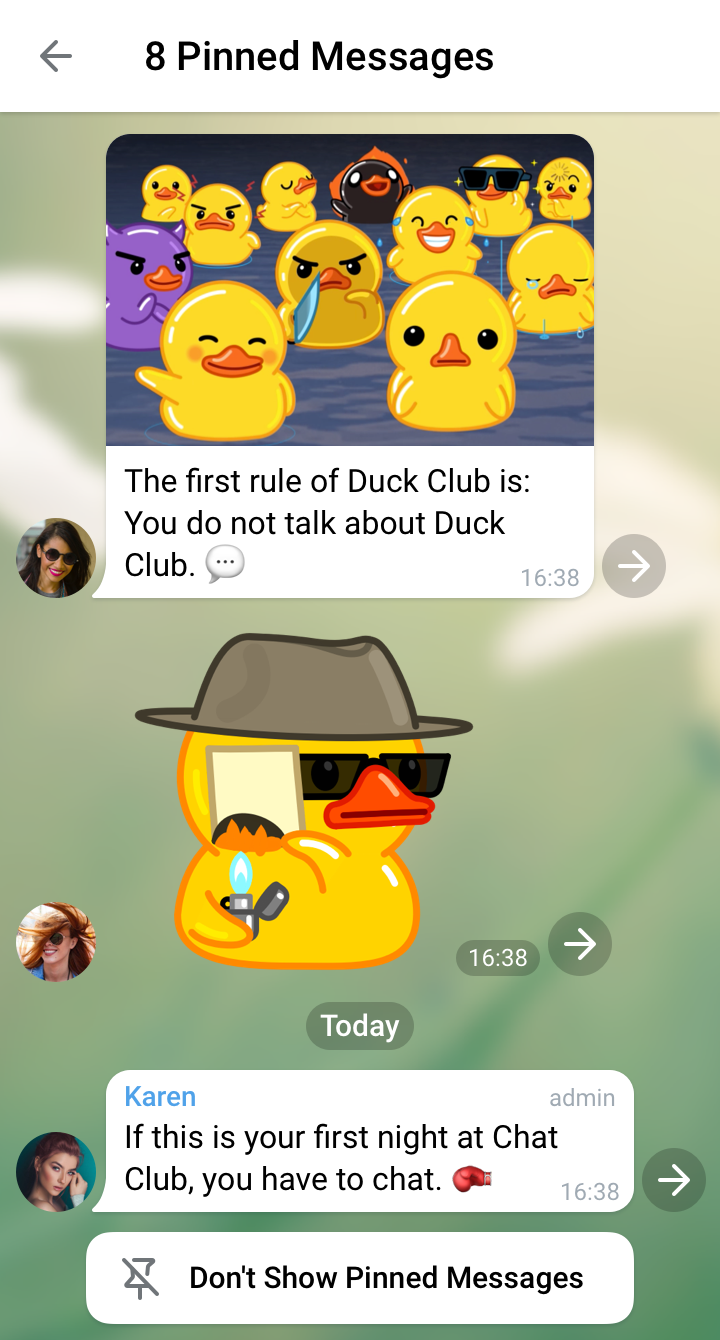 8 Pinned Messages
The first rule of Duck Club is:
You do not talk about Duck
Club. 💬
16:38
16:38
Today
Karen admin
If this is your first night at Chat
Club, you have to chat. 🥊
16:38
Don't Show Pinned Messages